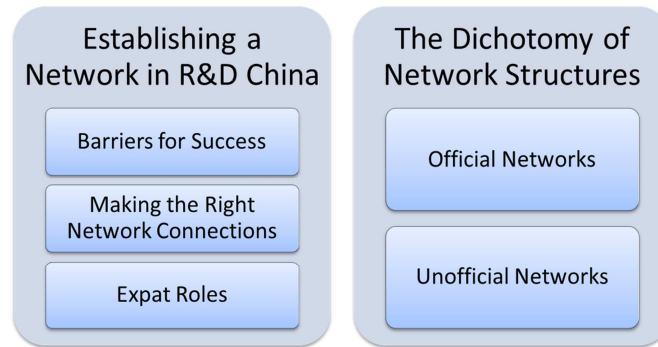 Establishing a
Network in R&D China
Barriers for Success
Making the Right
Network Connections
Expat Roles
The Dichotomy of
Network Structures
Official Networks
Unofficial Networks